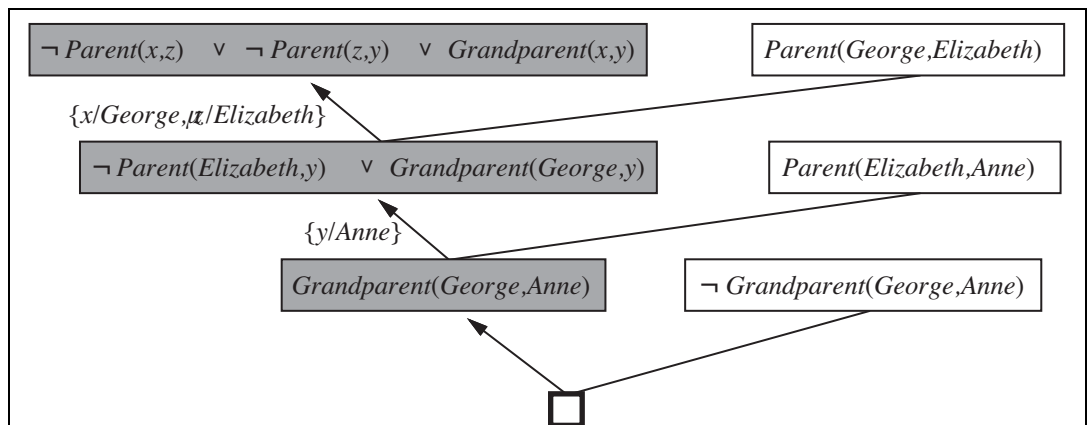 ¬ Parent(x,z) ∨ ¬ Parent(z,y) ∨ Grandparent(x,y)
Parent(George,Elizabeth)
{x/George,z/Elizabeth}
¬ Parent(Elizabeth,y) ∨ Grandparent(George,y)
Parent(Elizabeth,Anne)
{y/Anne}
Grandparent(George,Anne)
¬ Grandparent(George,Anne)